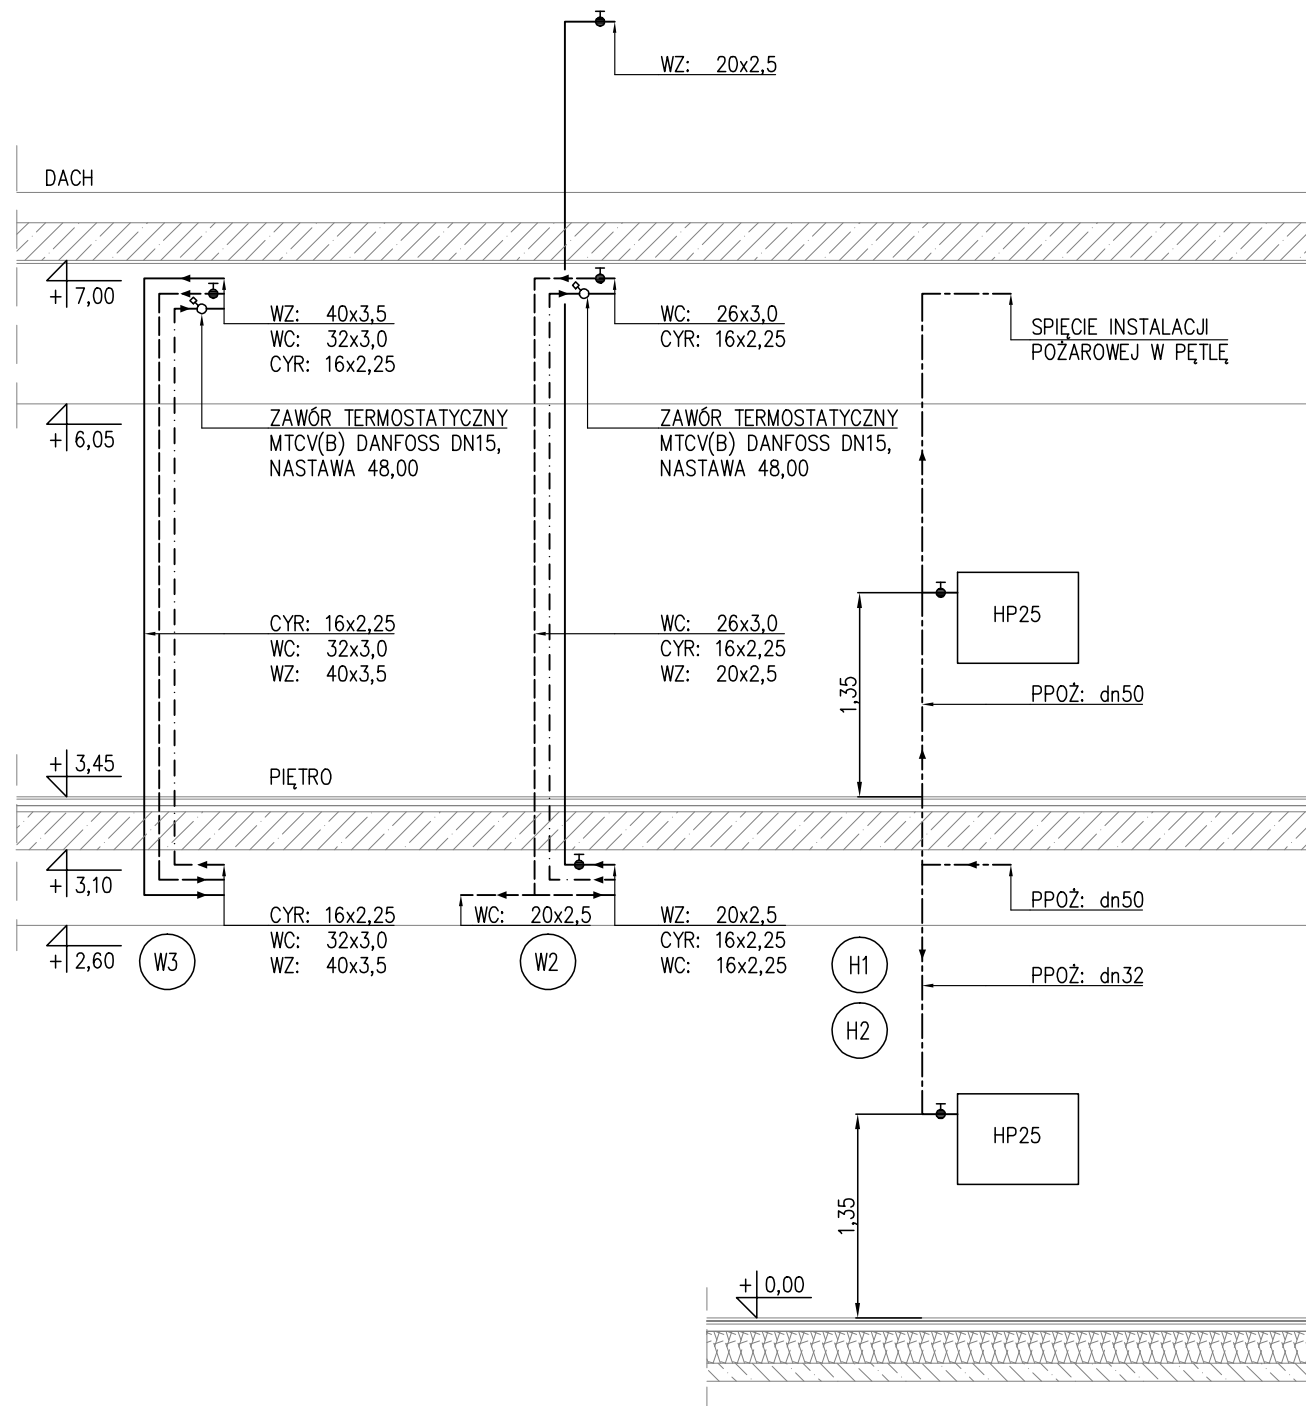 WZ: 20x2,5
DACH
+ 7,00
WZ: 40x3,5
WC: 32x3,0
CYR: 16x2,25
WC: 26x3,0
CYR: 16x2,25
SPIĘCIE INSTALACJI
POŻAROWEJ W PĘTLĘ
+ 6,05
ZAWÓR TERMOSTATYCZNY
MTCV(B) DANFOSS DN15,
NASTAWA 48,00
ZAWÓR TERMOSTATYCZNY
MTCV(B) DANFOSS DN15,
NASTAWA 48,00
HP25
CYR: 16x2,25
WC: 32x3,0
WZ: 40x3,5
WC: 26x3,0
CYR: 16x2,25
WZ: 20x2,5
1,35
PPOŻ: dn50
+ 3,45
PIĘTRO
+ 3,10
PPOŻ: dn50
CYR: 16x2,25
WC: 32x3,0
WZ: 40x3,5
WC: 20x2,5
WZ: 20x2,5
CYR: 16x2,25
WC: 16x2,25
+ 2,60
W3
W2
H1
H2
PPOŻ: dn32
HP25
1,35
+ 0,00